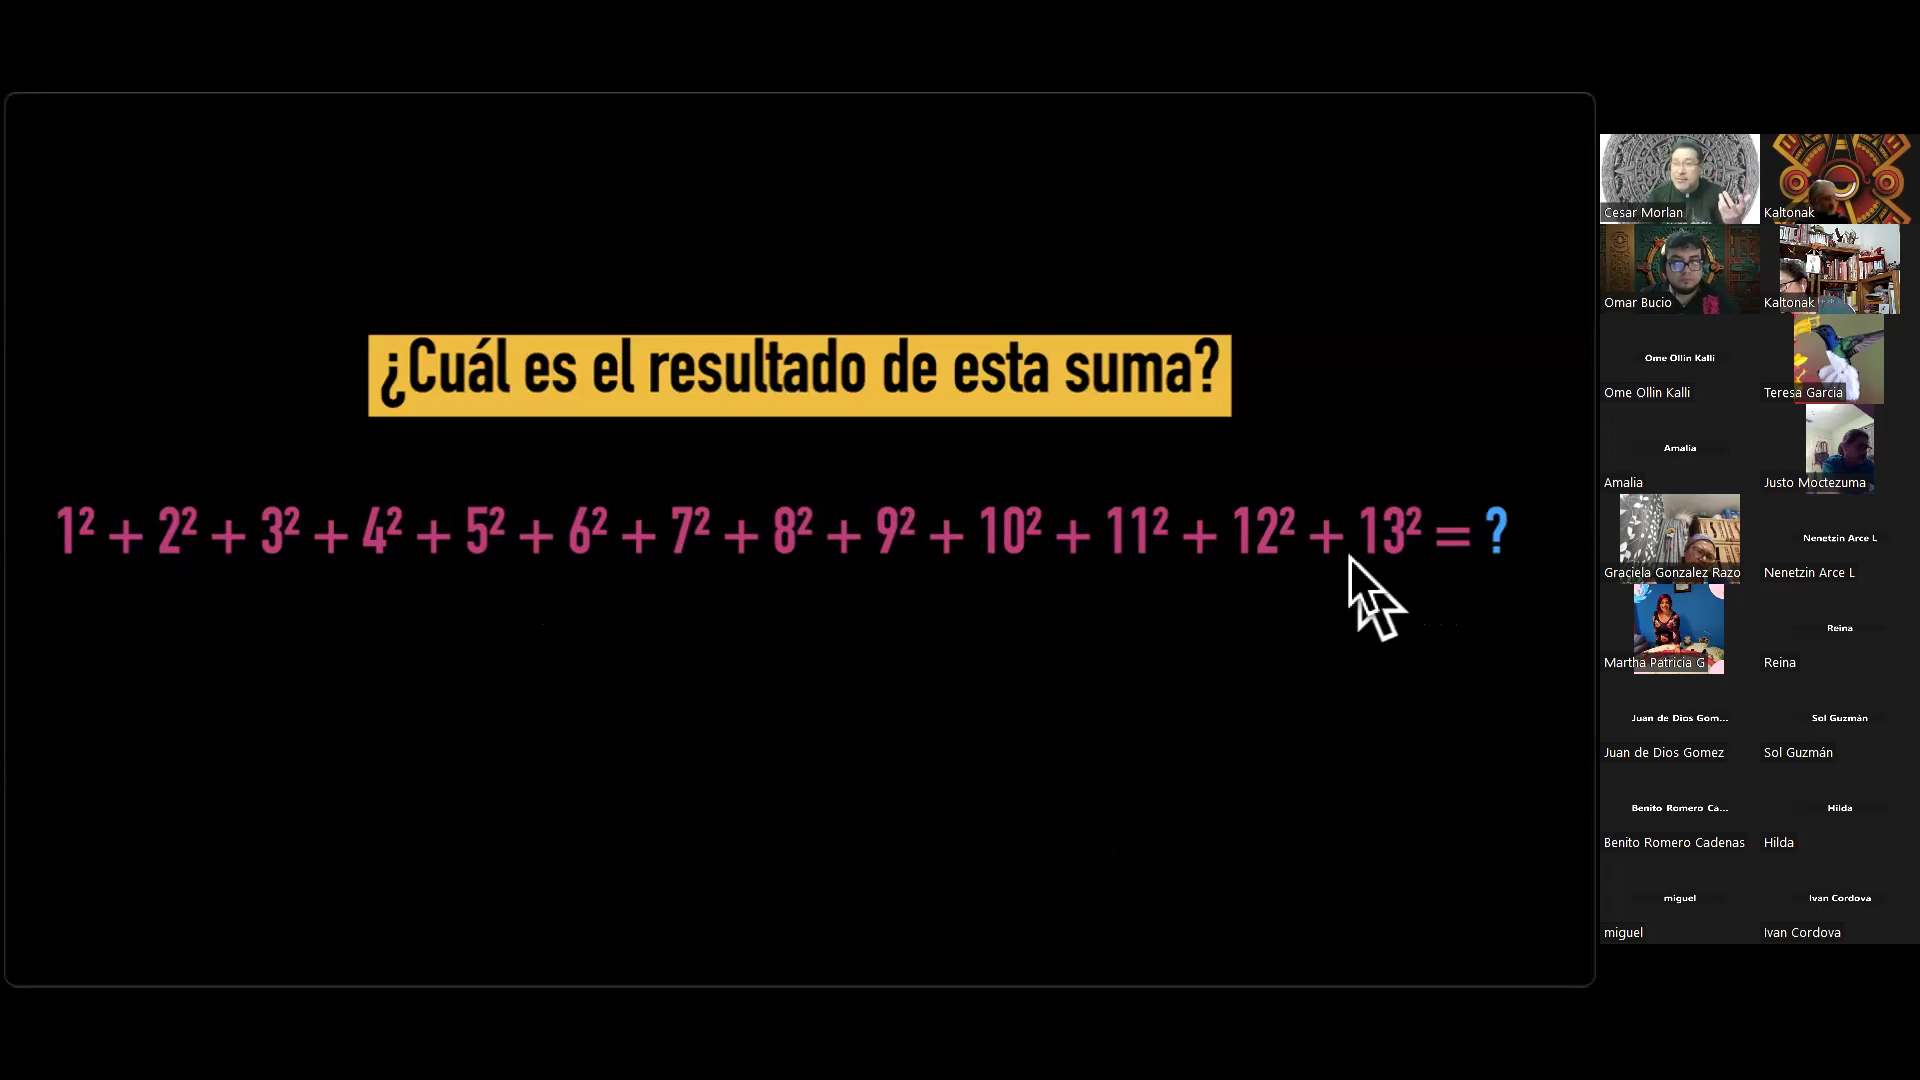 ¿Cuál es el resultado de esta suma?
1² + 2² + 3² + 4² + 5² + 6² + 7² + 8² + 9² + 10² + 11² + 12² + 13² = ?
Cesar Morlan
Kaltonak
Omar Bucio
Kaltonak
Ome Ollin Kalli
Ome Ollin Kalli
Teresa Garcia
Amalia
Amalia
Justo Moctezuma
Graciela Gonzalez Razo
Nenetzin Arce L
Nenetzin Arce L
Martha Patricia G
Reina
Reina
Juan de Dios Gom...
Juan de Dios Gomez
Sol Guzmán
Sol Guzmán
Benito Romero Ca...
Benito Romero Cadenas
Hilda
Hilda
miguel
miguel
Ivan Cordova
Ivan Cordova